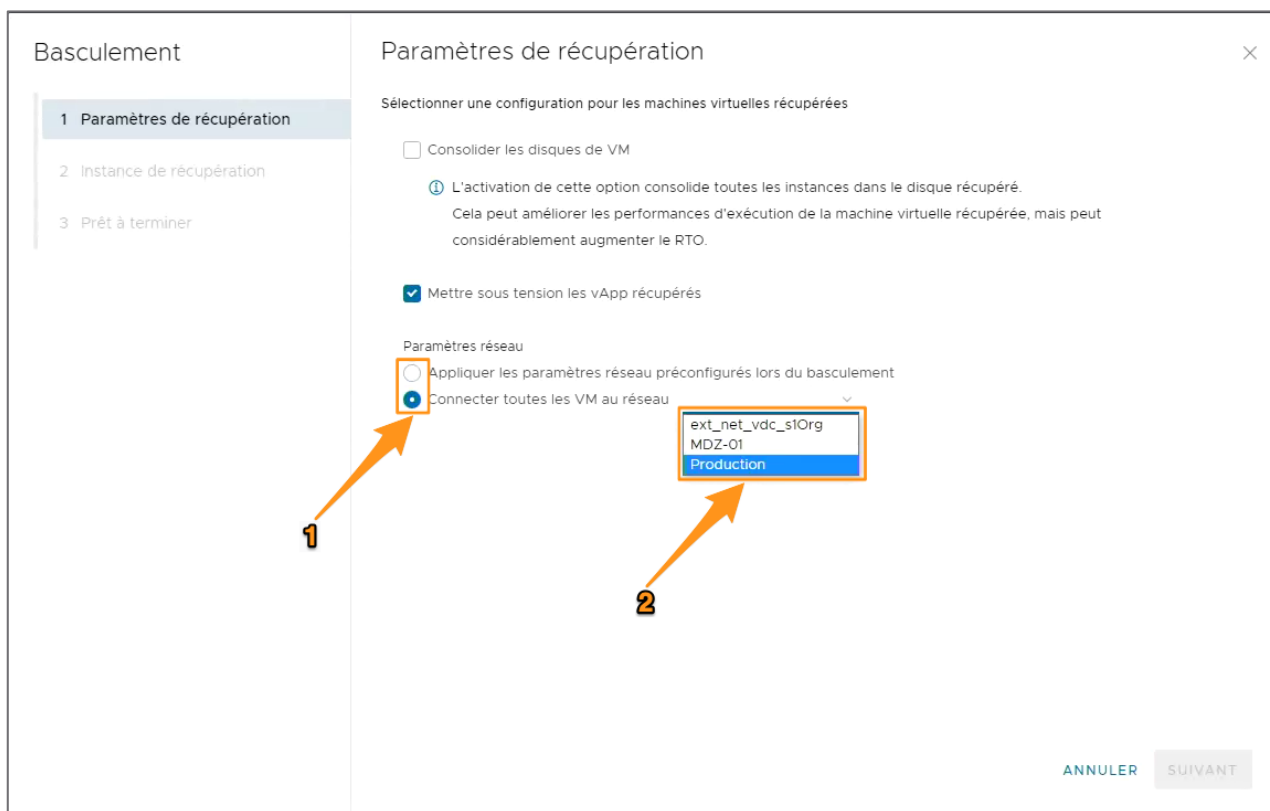 Basculement
1 Paramètres de récupération
2 Instance de récupération
3 Prêt à terminer
Paramètres de récupération
Sélectionner une configuration pour les machines virtuelles récupérées
Consolider les disques de VM
L'activation de cette option consolide toutes les instances dans le disque récupéré.
Cela peut améliorer les performances d'exécution de la machine virtuelle récupérée, mais peut
considérablement augmenter le RTO.
Mettre sous tension les vApp récupérés
Paramètres réseau
Appliquer les paramètres réseau préconfigurés lors du basculement
Connecter toutes les VM au réseau
ext_net_vdc_s1Org
MDZ-01
Production
1
2
ANNULER
SUIVANT